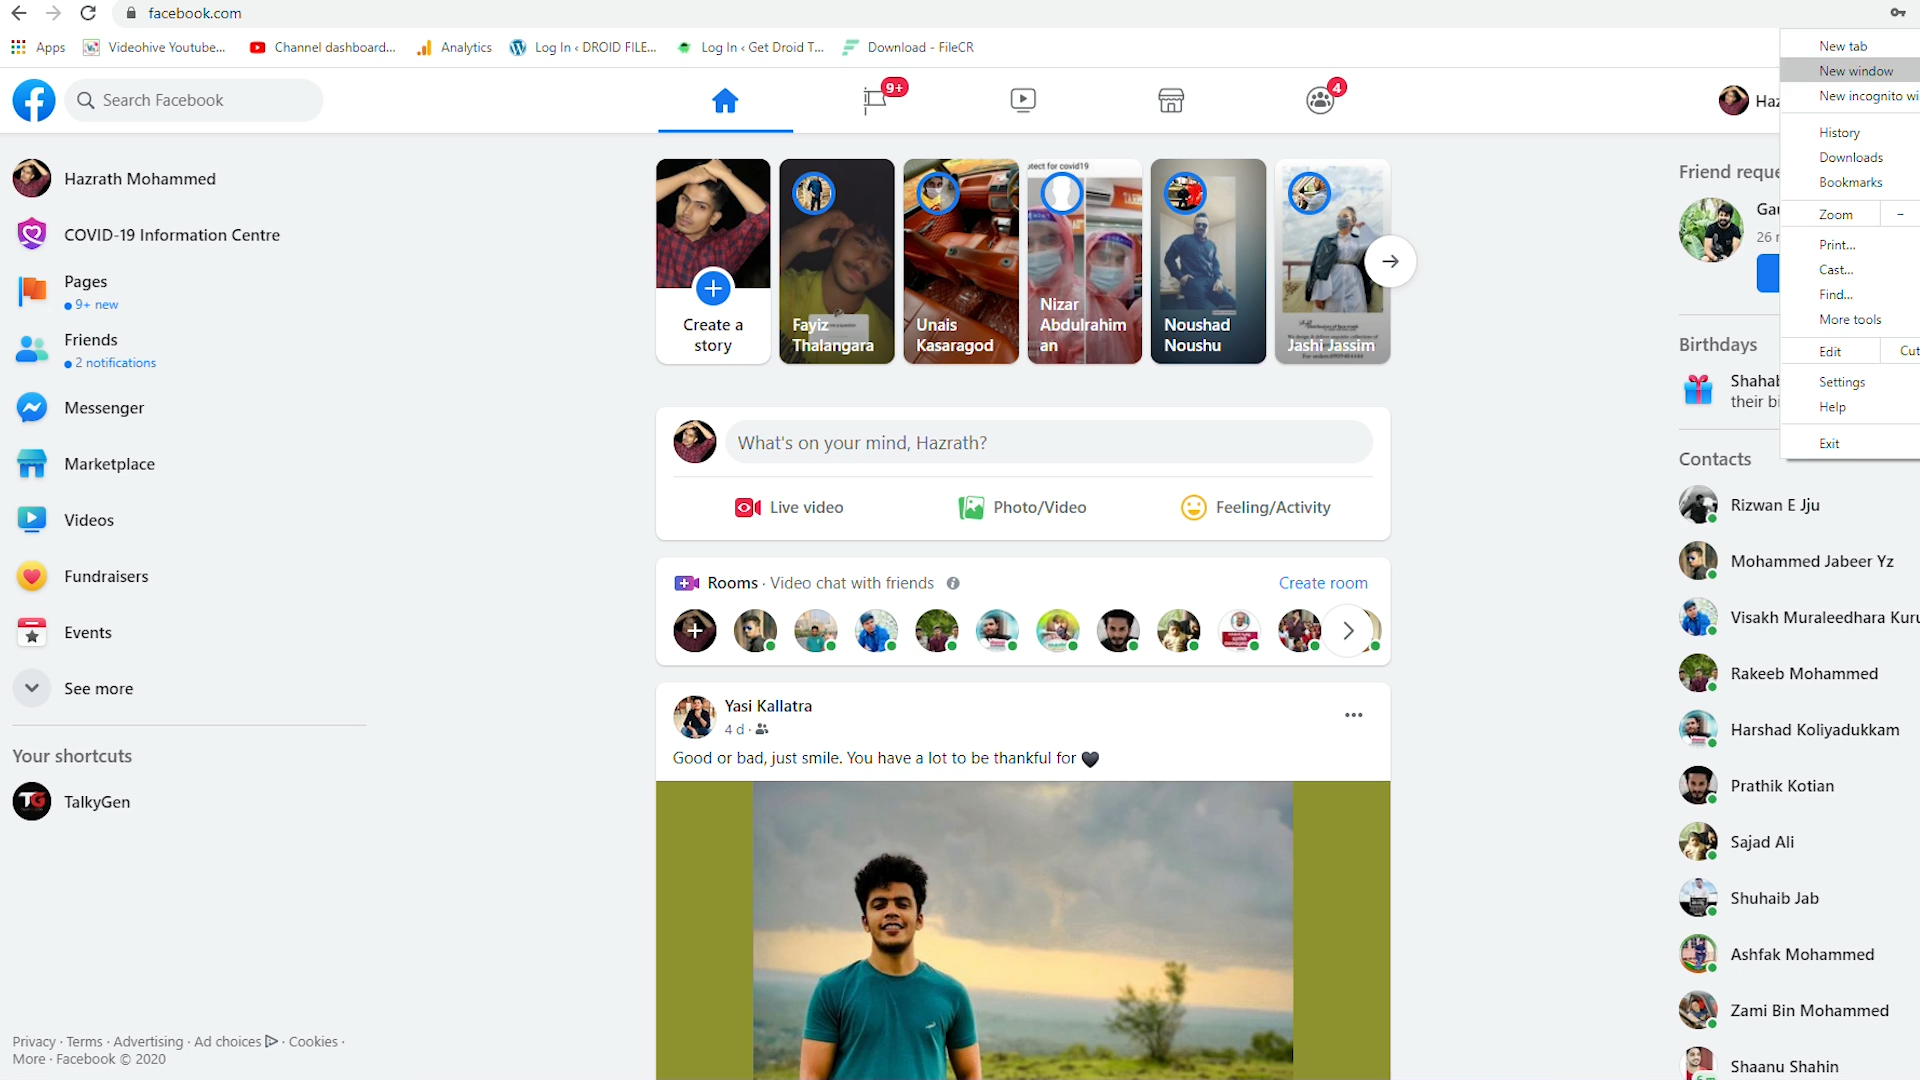 facebook.com
Apps
Videohive Youtube...
Channel dashboard...
Analytics
Log In ‹ DROID FILE...
Log In ‹ Get Droid T...
Download - FileCR
Search Facebook
9+
4
Haz
New tab
New window
New incognito wi
History
Downloads
Bookmarks
Zoom
−
Print...
Cast...
Find...
More tools
Edit
Cut
Settings
Help
Exit
Hazrath Mohammed
COVID-19 Information Centre
Pages
9+ new
Friends
2 notifications
Messenger
Marketplace
Videos
Fundraisers
Events
See more
Your shortcuts
TG
TalkyGen
Privacy · Terms · Advertising · Ad choices · Cookies ·
More · Facebook © 2020
Create a
story
Fayiz
Thalangara
Unais
Kasaragod
otect for covid19
Nizar
Abdulrahim
an
Noushad
Noushu
Jashi Jassim
What's on your mind, Hazrath?
Live video
Photo/Video
Feeling/Activity
Rooms · Video chat with friends
Create room
Yasi Kallatra
4 d ·
Good or bad, just smile. You have a lot to be thankful for 🖤
Friend reque
Gau
26 m
Birthdays
Shahab
their bi
Contacts
Rizwan E Jju
Mohammed Jabeer Yz
Visakh Muraleedhara Kuru
Rakeeb Mohammed
Harshad Koliyadukkam
Prathik Kotian
Sajad Ali
Shuhaib Jab
Ashfak Mohammed
Zami Bin Mohammed
Shaanu Shahin